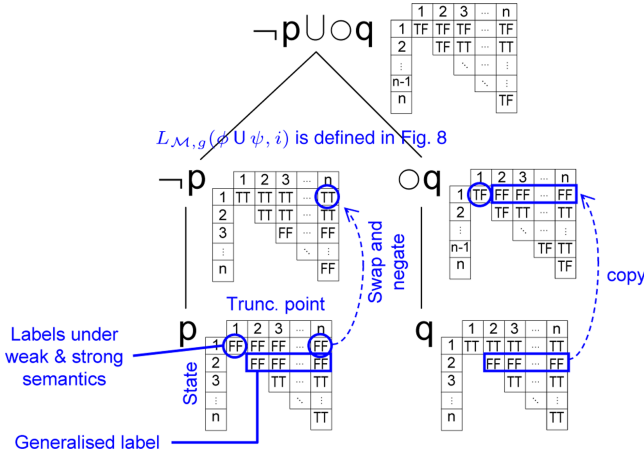 ¬p∪○q
1 2 3 ... n
1 TF TF TF ... TF
2 TF TT ... TT
⋮ ⋱ ... ⋮
n-1 ⋱ ⋮
n TF
L_{M,g}(ϕ U ψ, i) is defined in Fig. 8
¬p
1 2 3 ... n
1 TT TT TT ... TT
2 TT TT ... TT
3 FF ... FF
⋮ ⋱ ⋮
n FF
Swap and
negate
○q
1 2 3 ... n
1 TF FF FF ... FF
2 TF TT ... TT
⋮ ⋱ ... ⋮
n-1 TF TT
n TF
copy
Trunc. point
p
1 2 3 ... n
1 FF FF FF ... FF
2 FF FF ... FF
3 TT ... TT
⋮ ⋱ ⋮
n TT
State
Labels under
weak & strong
semantics
Generalised label
q
1 2 3 ... n
1 TT TT TT ... TT
2 FF FF ... FF
3 TT ... TT
⋮ ⋱ ⋮
n TT